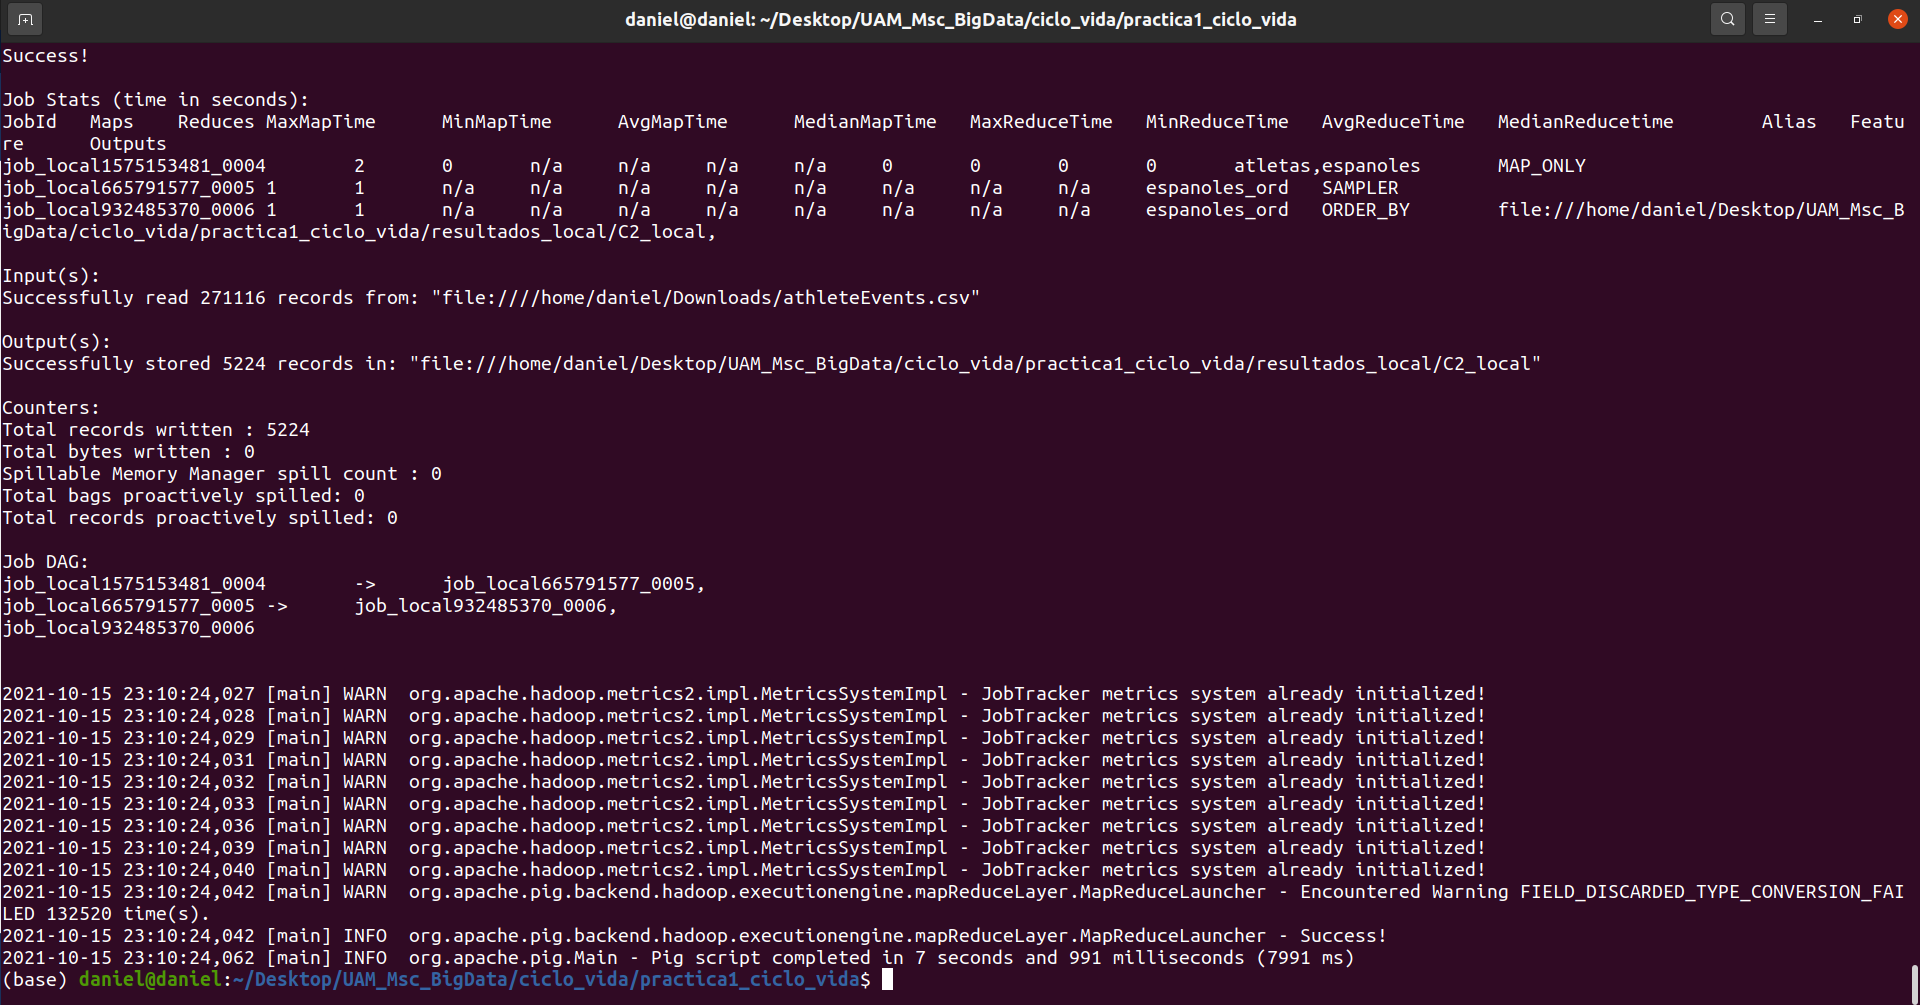 daniel@daniel: ~/Desktop/UAM_Msc_BigData/ciclo_vida/practica1_ciclo_vida
Success!
Job Stats (time in seconds):
JobId   Maps    Reduces MaxMapTime      MinMapTime      AvgMapTime      MedianMapTime   MaxReduceTime   MinReduceTime   AvgReduceTime   MedianReducetime        Alias   Featu
re      Outputs
job_local1575153481_0004        2       0       n/a     n/a     n/a     n/a     0       0       0       0       atletas,espanoles       MAP_ONLY
job_local665791577_0005 1       1       n/a     n/a     n/a     n/a     n/a     n/a     n/a     n/a     espanoles_ord   SAMPLER
job_local932485370_0006 1       1       n/a     n/a     n/a     n/a     n/a     n/a     n/a     n/a     espanoles_ord   ORDER_BY        file:///home/daniel/Desktop/UAM_Msc_B
igData/ciclo_vida/practica1_ciclo_vida/resultados_local/C2_local,
Input(s):
Successfully read 271116 records from: "file:////home/daniel/Downloads/athleteEvents.csv"
Output(s):
Successfully stored 5224 records in: "file:///home/daniel/Desktop/UAM_Msc_BigData/ciclo_vida/practica1_ciclo_vida/resultados_local/C2_local"
Counters:
Total records written : 5224
Total bytes written : 0
Spillable Memory Manager spill count : 0
Total bags proactively spilled: 0
Total records proactively spilled: 0
Job DAG:
job_local1575153481_0004        ->      job_local665791577_0005,
job_local665791577_0005 ->      job_local932485370_0006,
job_local932485370_0006
2021-10-15 23:10:24,027 [main] WARN  org.apache.hadoop.metrics2.impl.MetricsSystemImpl - JobTracker metrics system already initialized!
2021-10-15 23:10:24,028 [main] WARN  org.apache.hadoop.metrics2.impl.MetricsSystemImpl - JobTracker metrics system already initialized!
2021-10-15 23:10:24,029 [main] WARN  org.apache.hadoop.metrics2.impl.MetricsSystemImpl - JobTracker metrics system already initialized!
2021-10-15 23:10:24,031 [main] WARN  org.apache.hadoop.metrics2.impl.MetricsSystemImpl - JobTracker metrics system already initialized!
2021-10-15 23:10:24,032 [main] WARN  org.apache.hadoop.metrics2.impl.MetricsSystemImpl - JobTracker metrics system already initialized!
2021-10-15 23:10:24,033 [main] WARN  org.apache.hadoop.metrics2.impl.MetricsSystemImpl - JobTracker metrics system already initialized!
2021-10-15 23:10:24,036 [main] WARN  org.apache.hadoop.metrics2.impl.MetricsSystemImpl - JobTracker metrics system already initialized!
2021-10-15 23:10:24,039 [main] WARN  org.apache.hadoop.metrics2.impl.MetricsSystemImpl - JobTracker metrics system already initialized!
2021-10-15 23:10:24,040 [main] WARN  org.apache.hadoop.metrics2.impl.MetricsSystemImpl - JobTracker metrics system already initialized!
2021-10-15 23:10:24,042 [main] WARN  org.apache.pig.backend.hadoop.executionengine.mapReduceLayer.MapReduceLauncher - Encountered Warning FIELD_DISCARDED_TYPE_CONVERSION_FAI
LED 132520 time(s).
2021-10-15 23:10:24,042 [main] INFO  org.apache.pig.backend.hadoop.executionengine.mapReduceLayer.MapReduceLauncher - Success!
2021-10-15 23:10:24,062 [main] INFO  org.apache.pig.Main - Pig script completed in 7 seconds and 991 milliseconds (7991 ms)
(base) daniel@daniel:~/Desktop/UAM_Msc_BigData/ciclo_vida/practica1_ciclo_vida$